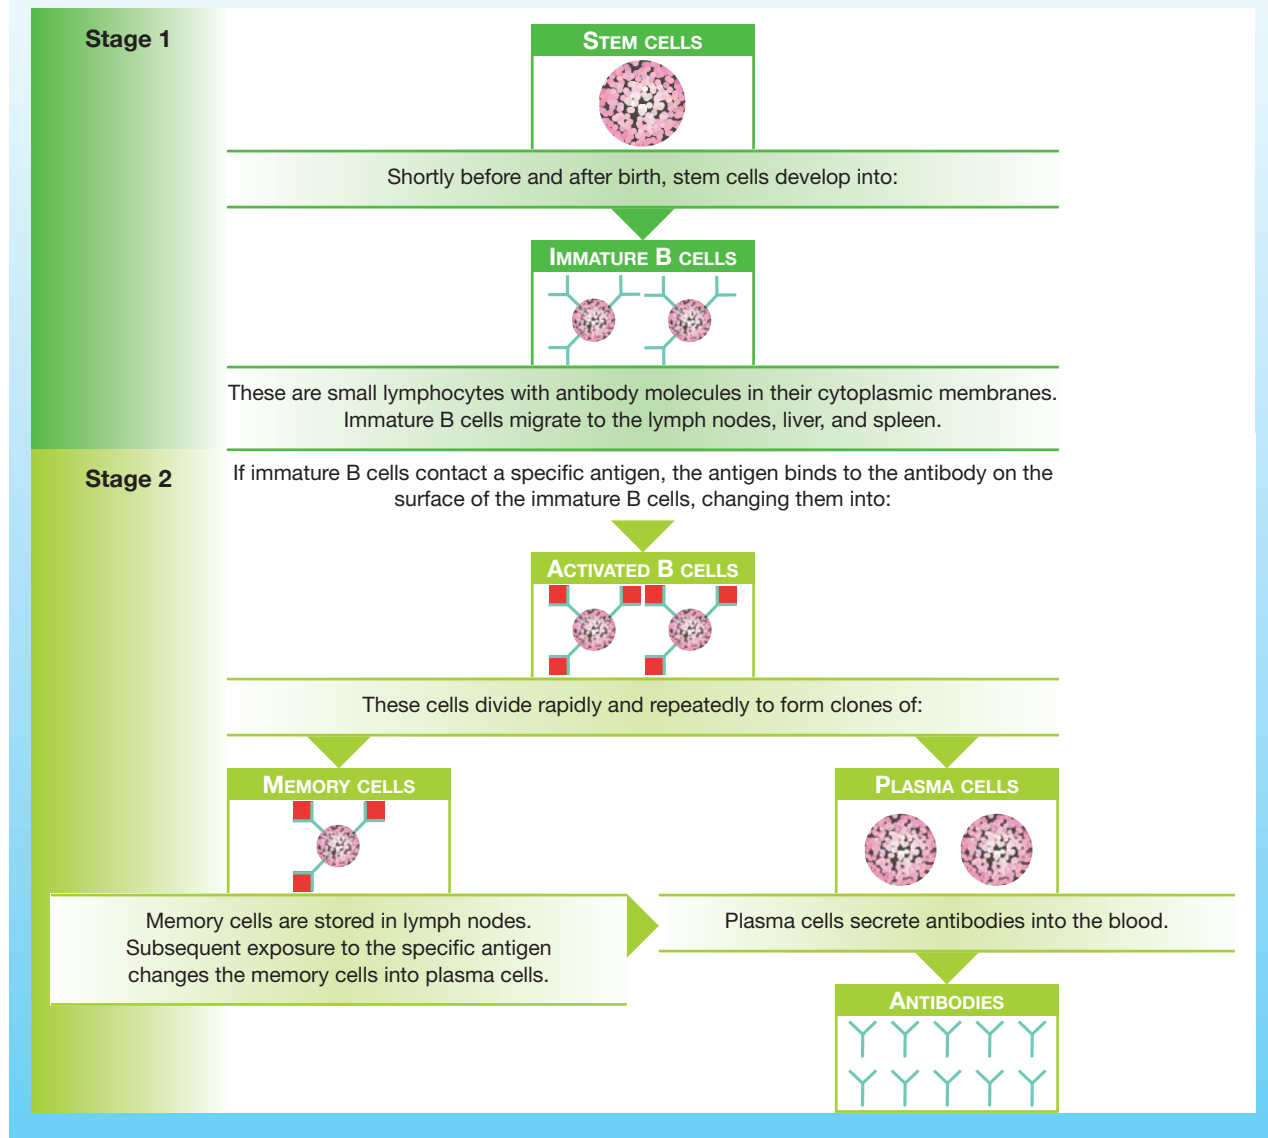 Stage 1
STEM CELLS
Shortly before and after birth, stem cells develop into:
IMMATURE B CELLS
These are small lymphocytes with antibody molecules in their cytoplasmic membranes.
Immature B cells migrate to the lymph nodes, liver, and spleen.
Stage 2
If immature B cells contact a specific antigen, the antigen binds to the antibody on the
surface of the immature B cells, changing them into:
ACTIVATED B CELLS
These cells divide rapidly and repeatedly to form clones of:
MEMORY CELLS
PLASMA CELLS
Memory cells are stored in lymph nodes.
Subsequent exposure to the specific antigen
changes the memory cells into plasma cells.
Plasma cells secrete antibodies into the blood.
ANTIBODIES